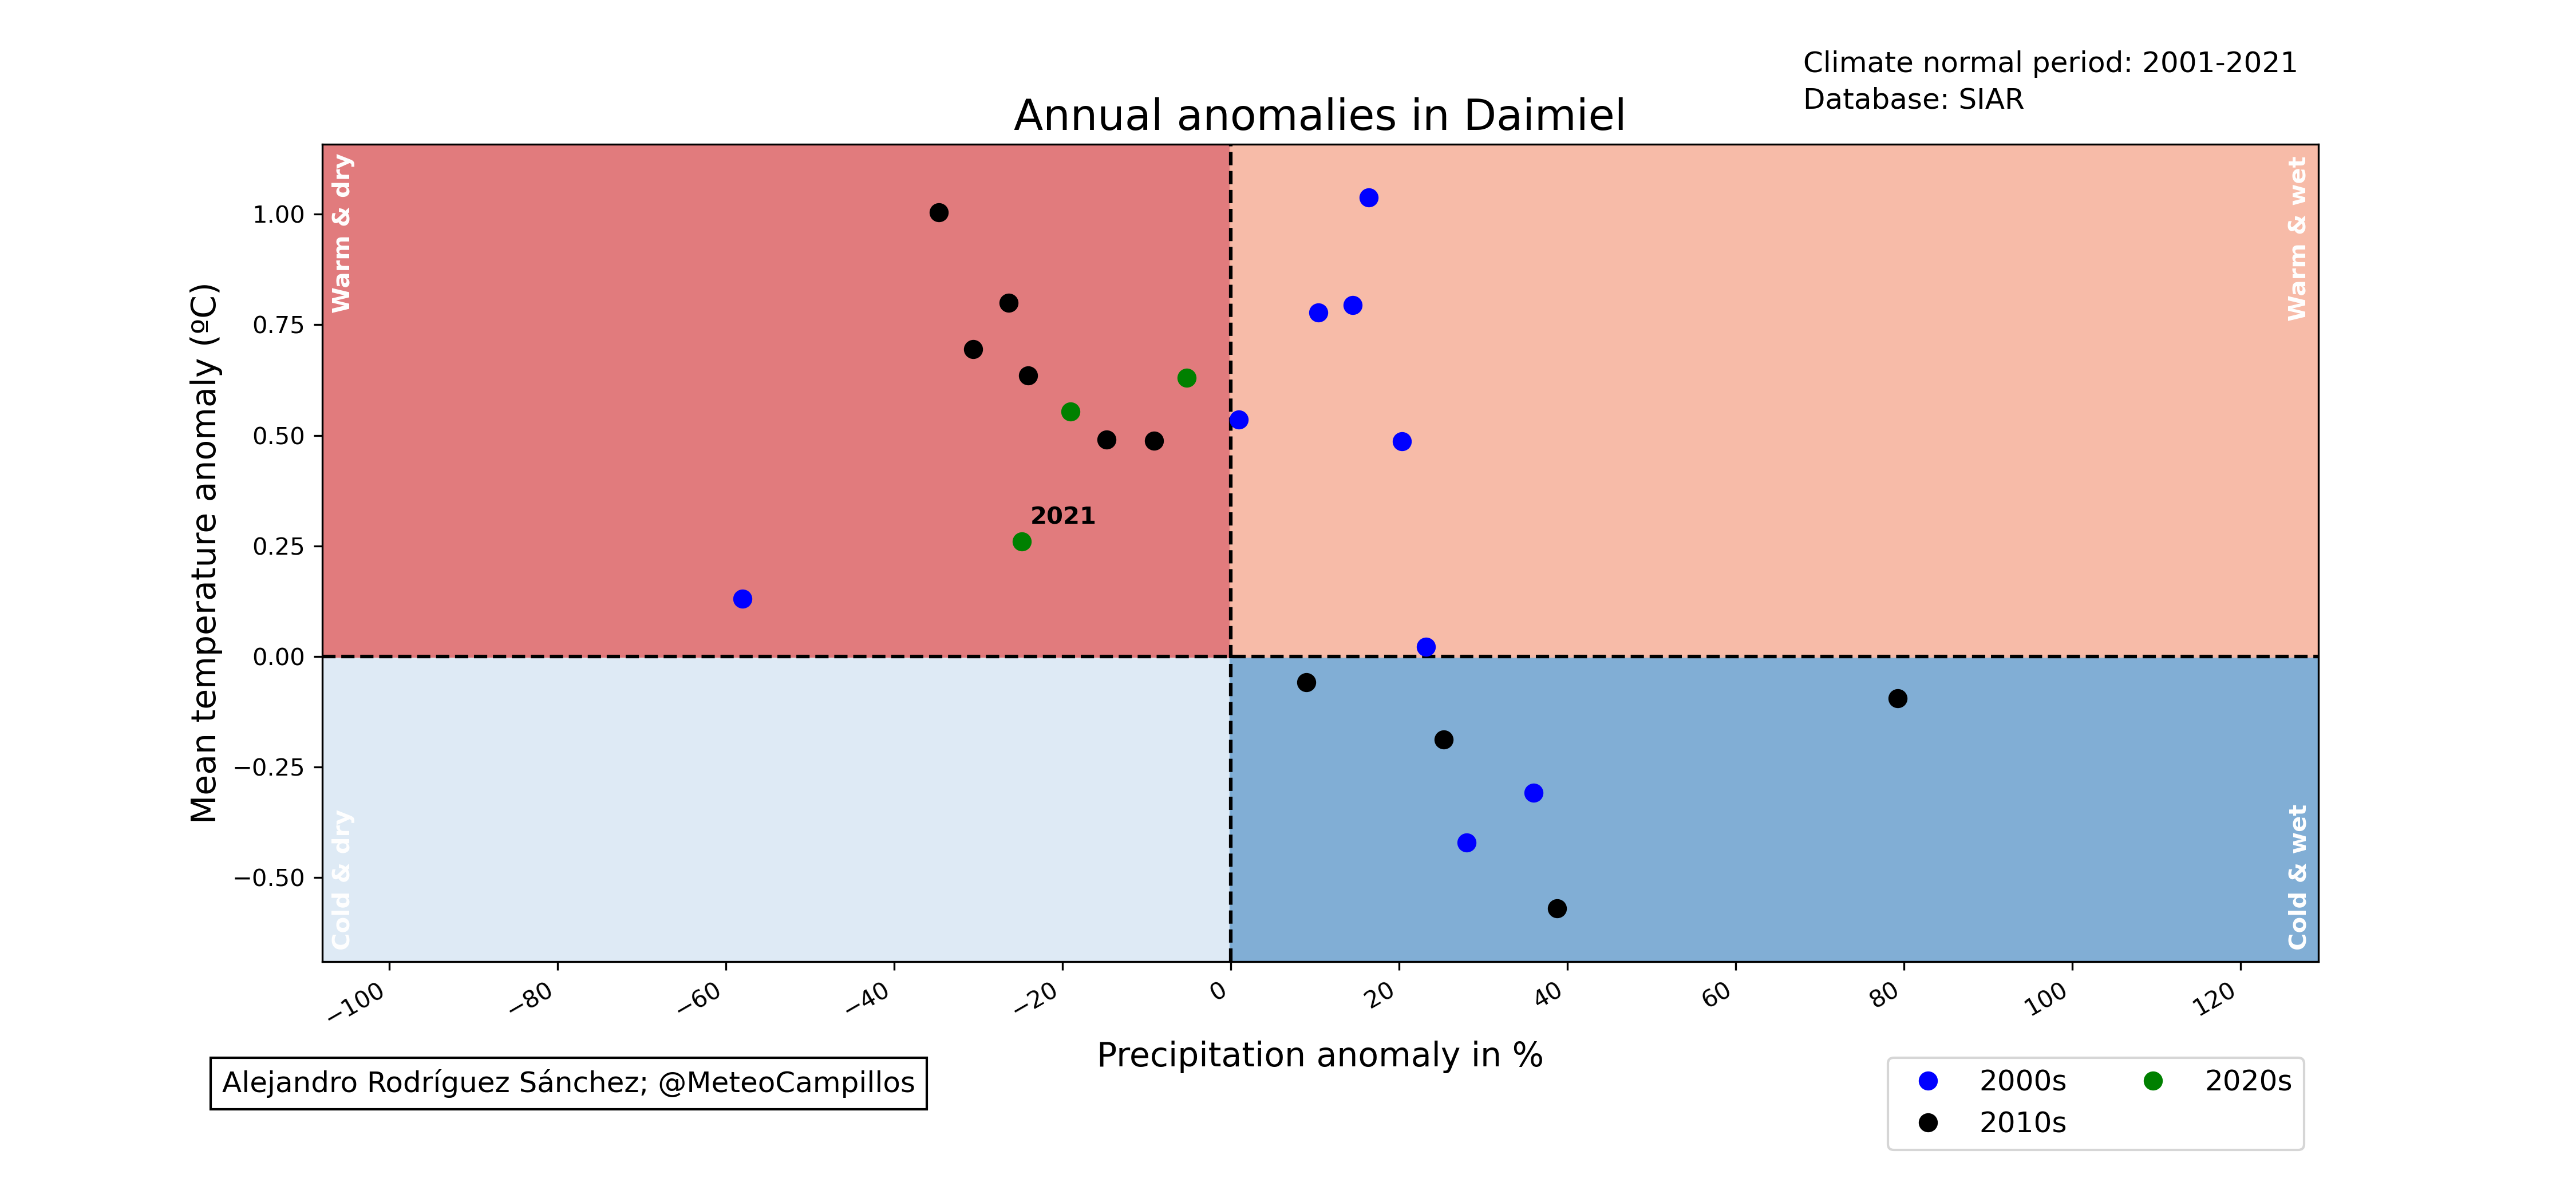 Climate normal period: 2001-2021
Database: SIAR
Annual anomalies in Daimiel
Warm & dry
Warm & wet
Mean temperature anomaly (ºC)
1.00
0.75
0.50
0.25
0.00
−0.25
−0.50
2021
Cold & dry
Cold & wet
−100 −80 −60 −40 −20 0 20 40 60 80 100 120
Precipitation anomaly in %
Alejandro Rodríguez Sánchez; @MeteoCampillos
2000s 2020s
2010s